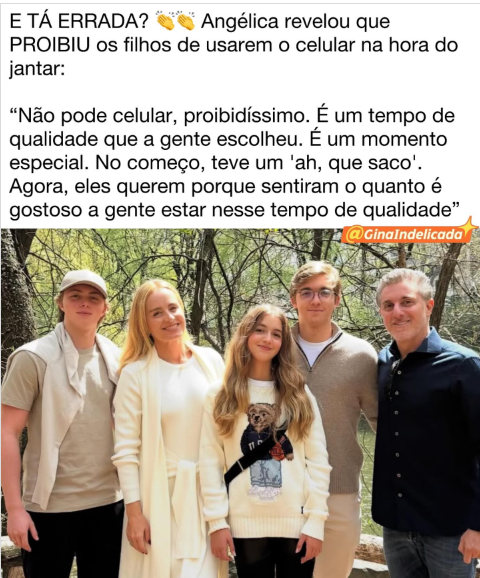 E TÁ ERRADA? 👏👏 Angélica revelou que
PROIBIU os filhos de usarem o celular na hora do
jantar:
“Não pode celular, proibidíssimo. É um tempo de
qualidade que a gente escolheu. É um momento
especial. No começo, teve um 'ah, que saco'.
Agora, eles querem porque sentiram o quanto é
gostoso a gente estar nesse tempo de qualidade”
@GinaIndelicada